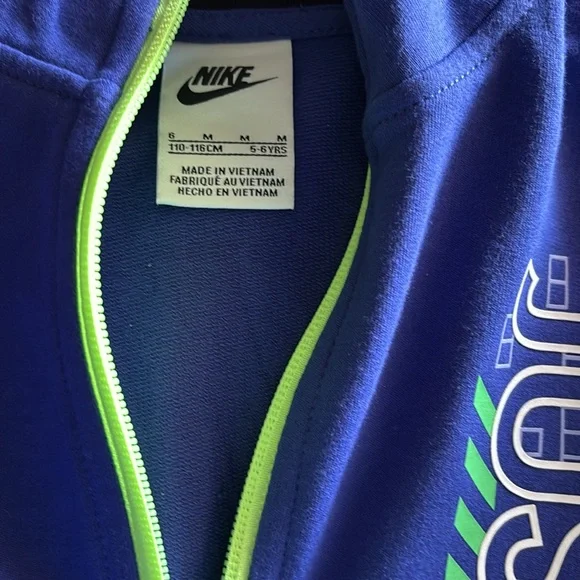 NIKE
6 M M M
110-116CM 5-6YRS
MADE IN VIETNAM
FABRIQUÉ AU VIETNAM
HECHO EN VIETNAM